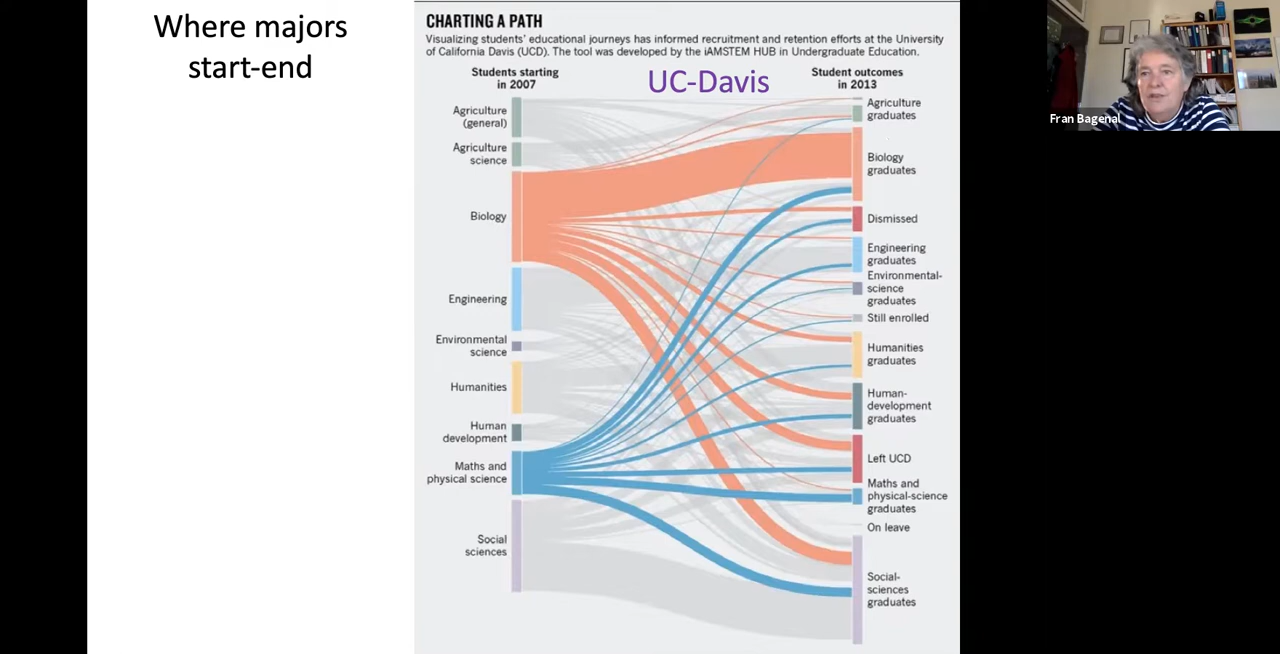 Where majors
start-end
CHARTING A PATH
Visualizing students' educational journeys has informed recruitment and retention efforts at the University
of California Davis (UCD). The tool was developed by the iAMSTEM HUB in Undergraduate Education.
Students starting
in 2007
UC-Davis
Student outcomes
in 2013
Agriculture
(general)
Agriculture
science
Biology
Engineering
Environmental
science
Humanities
Human
development
Maths and
physical science
Social
sciences
Agriculture
graduates
Biology
graduates
Dismissed
Engineering
graduates
Environmental-
science
graduates
Still enrolled
Humanities
graduates
Human-
development
graduates
Left UCD
Maths and
physical-science
graduates
On leave
Social-
sciences
graduates
Fran Bagenal